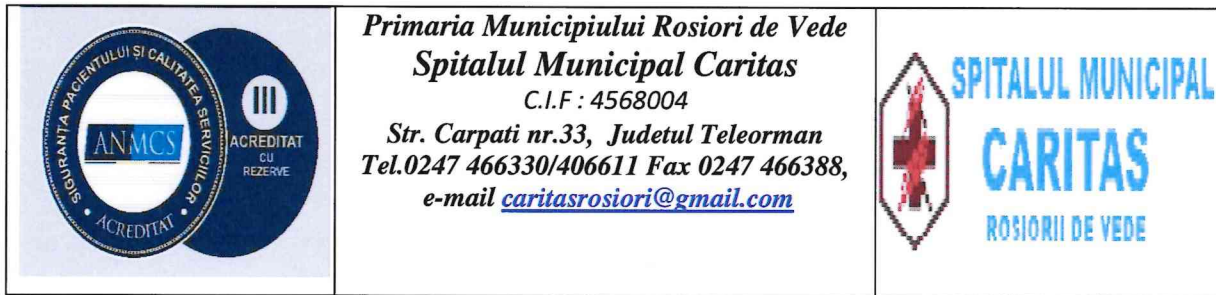 SIGURANȚA PACIENTULUI ȘI CALITATEA SERVICIILOR
ANMCS
• ACREDITAT •
III
ACREDITAT
CU
REZERVE
Primaria Municipiului Rosiori de Vede
Spitalul Municipal Caritas
C.I.F : 4568004
Str. Carpati nr.33, Judetul Teleorman
Tel.0247 466330/406611 Fax 0247 466388,
e-mail caritasrosiori@gmail.com
SPITALUL MUNICIPAL
CARITAS
ROSIORII DE VEDE